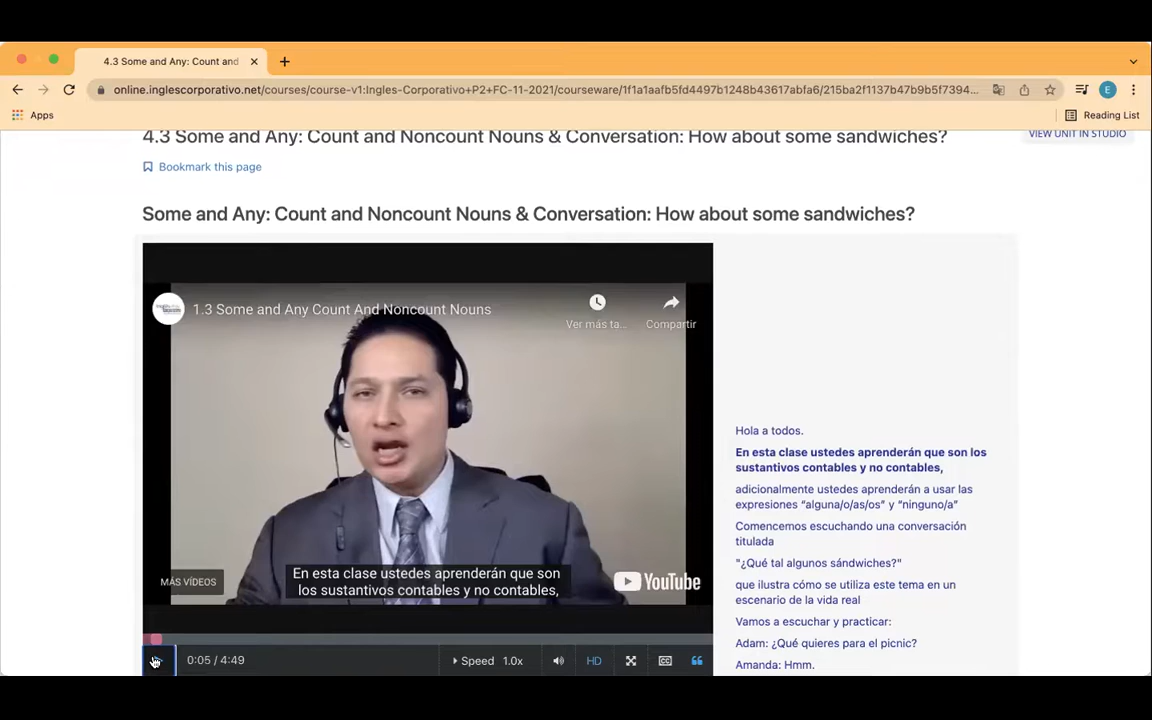 4.3 Some and Any: Count and
online.inglescorporativo.net/courses/course-v1:Ingles-Corporativo+P2+FC-11-2021/courseware/1f1a1aafb5fd4497b1248b43617abfa6/215ba2f1137b47b9b5f7394...
E
Apps
Reading List
4.3 Some and Any: Count and Noncount Nouns & Conversation: How about some sandwiches?
VIEW UNIT IN STUDIO
Bookmark this page
Some and Any: Count and Noncount Nouns & Conversation: How about some sandwiches?
1.3 Some and Any Count And Noncount Nouns
Ver más ta...
Compartir
Hola a todos.
En esta clase ustedes aprenderán que son los
sustantivos contables y no contables,
adicionalmente ustedes aprenderán a usar las
expresiones “alguna/o/as/os” y “ninguno/a”
Comencemos escuchando una conversación
titulada
"¿Qué tal algunos sándwiches?"
que ilustra cómo se utiliza este tema en un
escenario de la vida real
Vamos a escuchar y practicar:
Adam: ¿Qué quieres para el picnic?
Amanda: Hmm.
MÁS VÍDEOS
En esta clase ustedes aprenderán que son
los sustantivos contables y no contables,
YouTube
0:05 / 4:49
Speed 1.0x
HD
CC